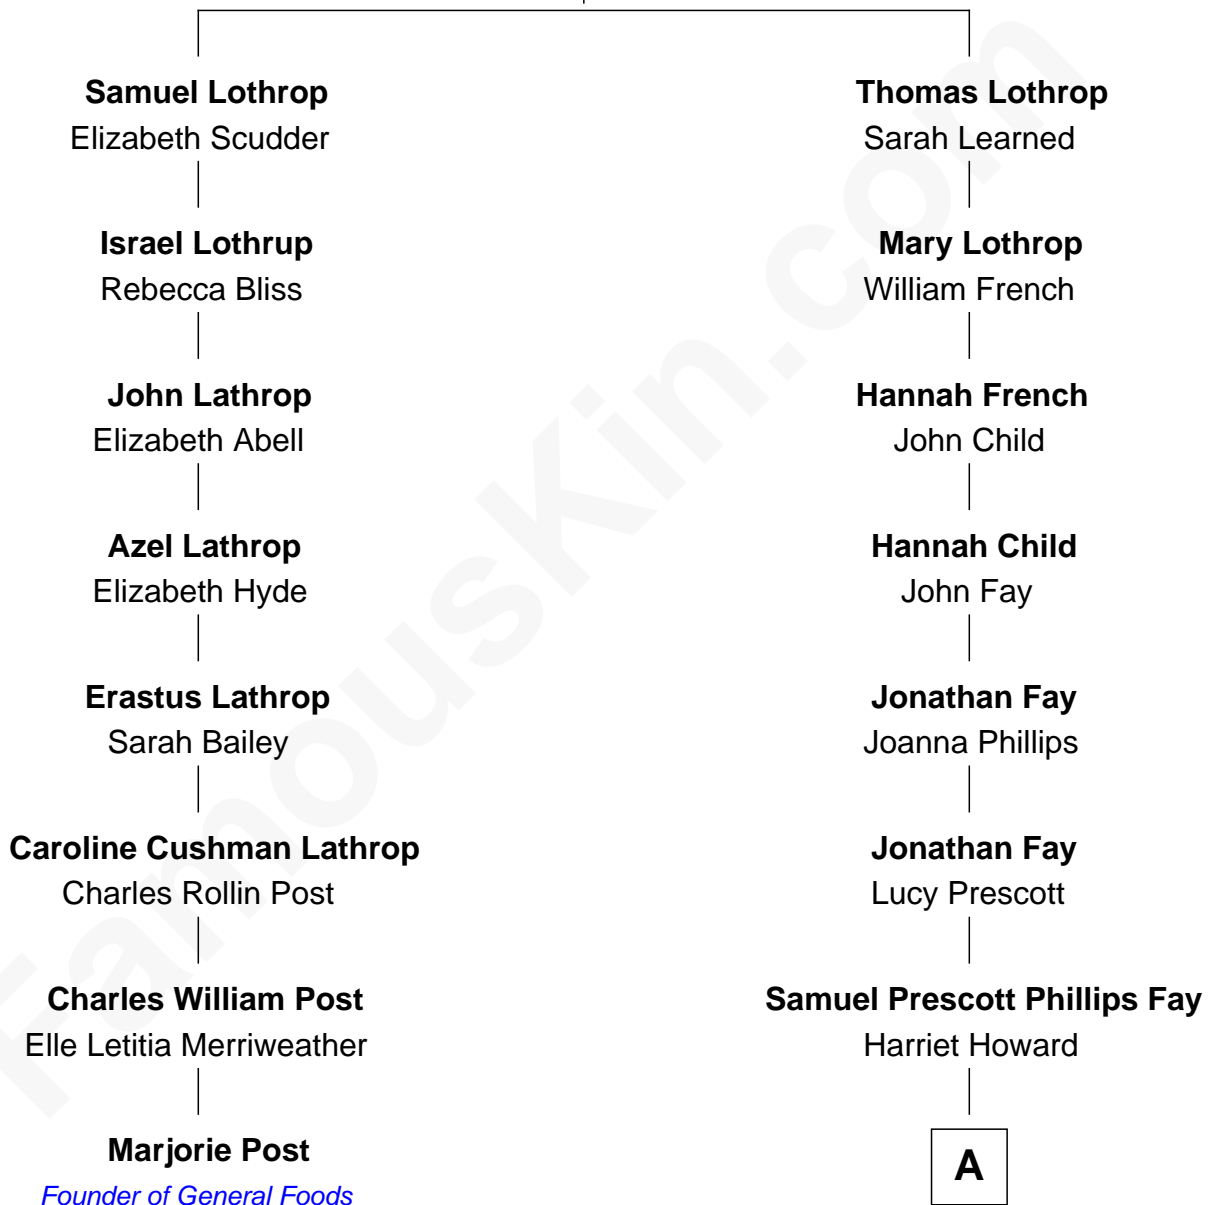 Samuel Lothrop
Elizabeth Scudder
Israel Lothrup
Rebecca Bliss
John Lathrop
Elizabeth Abell
Azel Lathrop
Elizabeth Hyde
Erastus Lathrop
Sarah Bailey
Caroline Cushman Lathrop
Charles Rollin Post
Charles William Post
Elle Letitia Merriweather
Marjorie Post
Founder of General Foods
Thomas Lothrop
Sarah Learned
Mary Lothrop
William French
Hannah French
John Child
Hannah Child
John Fay
Jonathan Fay
Joanna Phillips
Jonathan Fay
Lucy Prescott
Samuel Prescott Phillips Fay
Harriet Howard
A
FamousKin.com